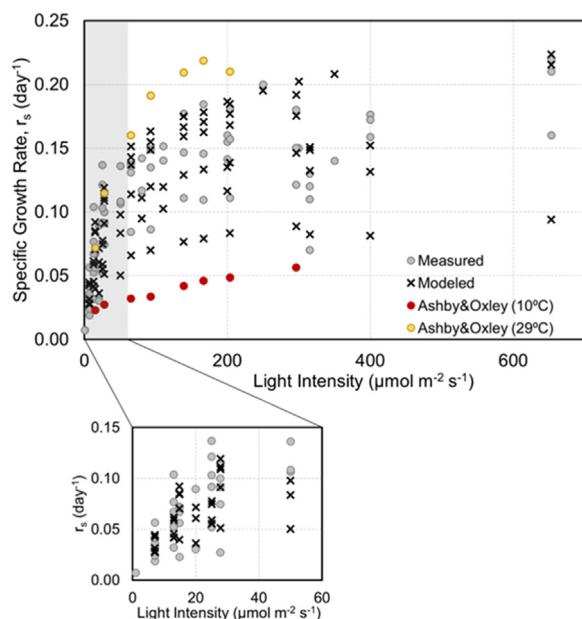 Specific Growth Rate, rs (day-1)
0.25
0.20
0.15
0.10
0.05
0.00
Measured
Modeled
Ashby&Oxley (10ºC)
Ashby&Oxley (29ºC)
0 200 400 600
Light Intensity (µmol m-2 s-1)
rs (day-1)
0.15
0.10
0.05
0.00
0 20 40 60
Light Intensity (µmol m-2 s-1)